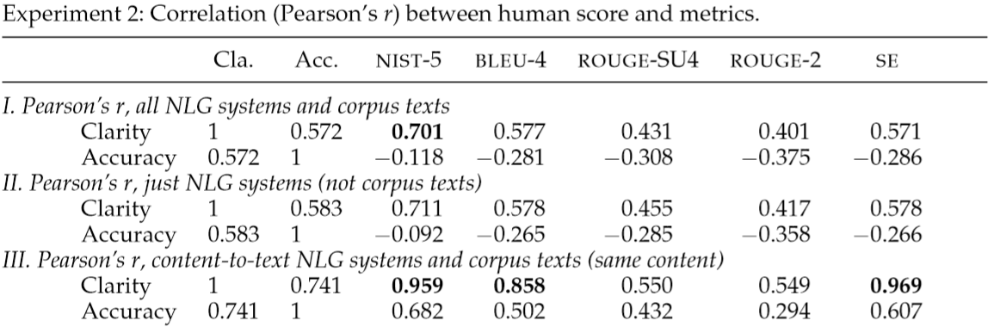 Experiment 2: Correlation (Pearson's r) between human score and metrics.
Cla. Acc. NIST-5 BLEU-4 ROUGE-SU4 ROUGE-2 SE
I. Pearson's r, all NLG systems and corpus texts
Clarity 1 0.572 0.701 0.577 0.431 0.401 0.571
Accuracy 0.572 1 −0.118 −0.281 −0.308 −0.375 −0.286
II. Pearson's r, just NLG systems (not corpus texts)
Clarity 1 0.583 0.711 0.578 0.455 0.417 0.578
Accuracy 0.583 1 −0.092 −0.265 −0.285 −0.358 −0.266
III. Pearson's r, content-to-text NLG systems and corpus texts (same content)
Clarity 1 0.741 0.959 0.858 0.550 0.549 0.969
Accuracy 0.741 1 0.682 0.502 0.432 0.294 0.607